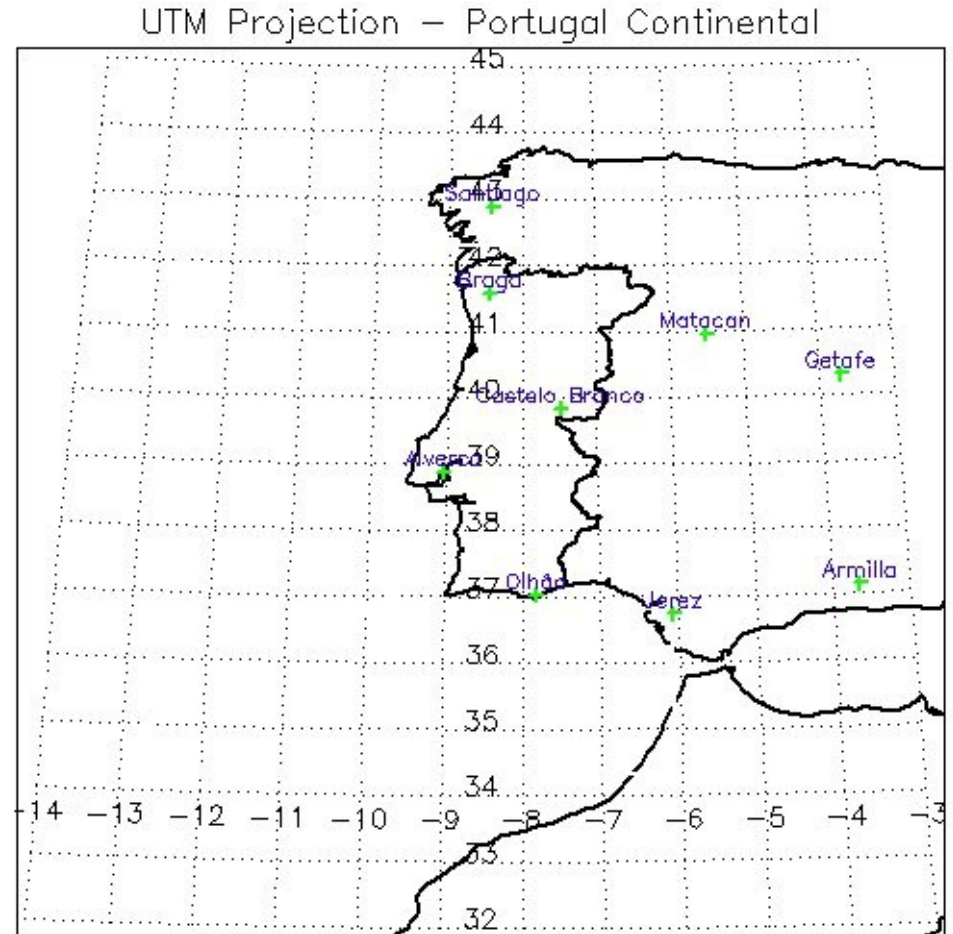 UTM Projection − Portugal Continental
45
44
43
Santiago
42
Braga
41
Matacan
Getafe
40
Castelo Branco
39
Alverca
38
Armilla
37
Olhão
Jerez
36
35
34
−14 −13 −12 −11 −10 −9 −8 −7 −6 −5 −4 −3
33
32